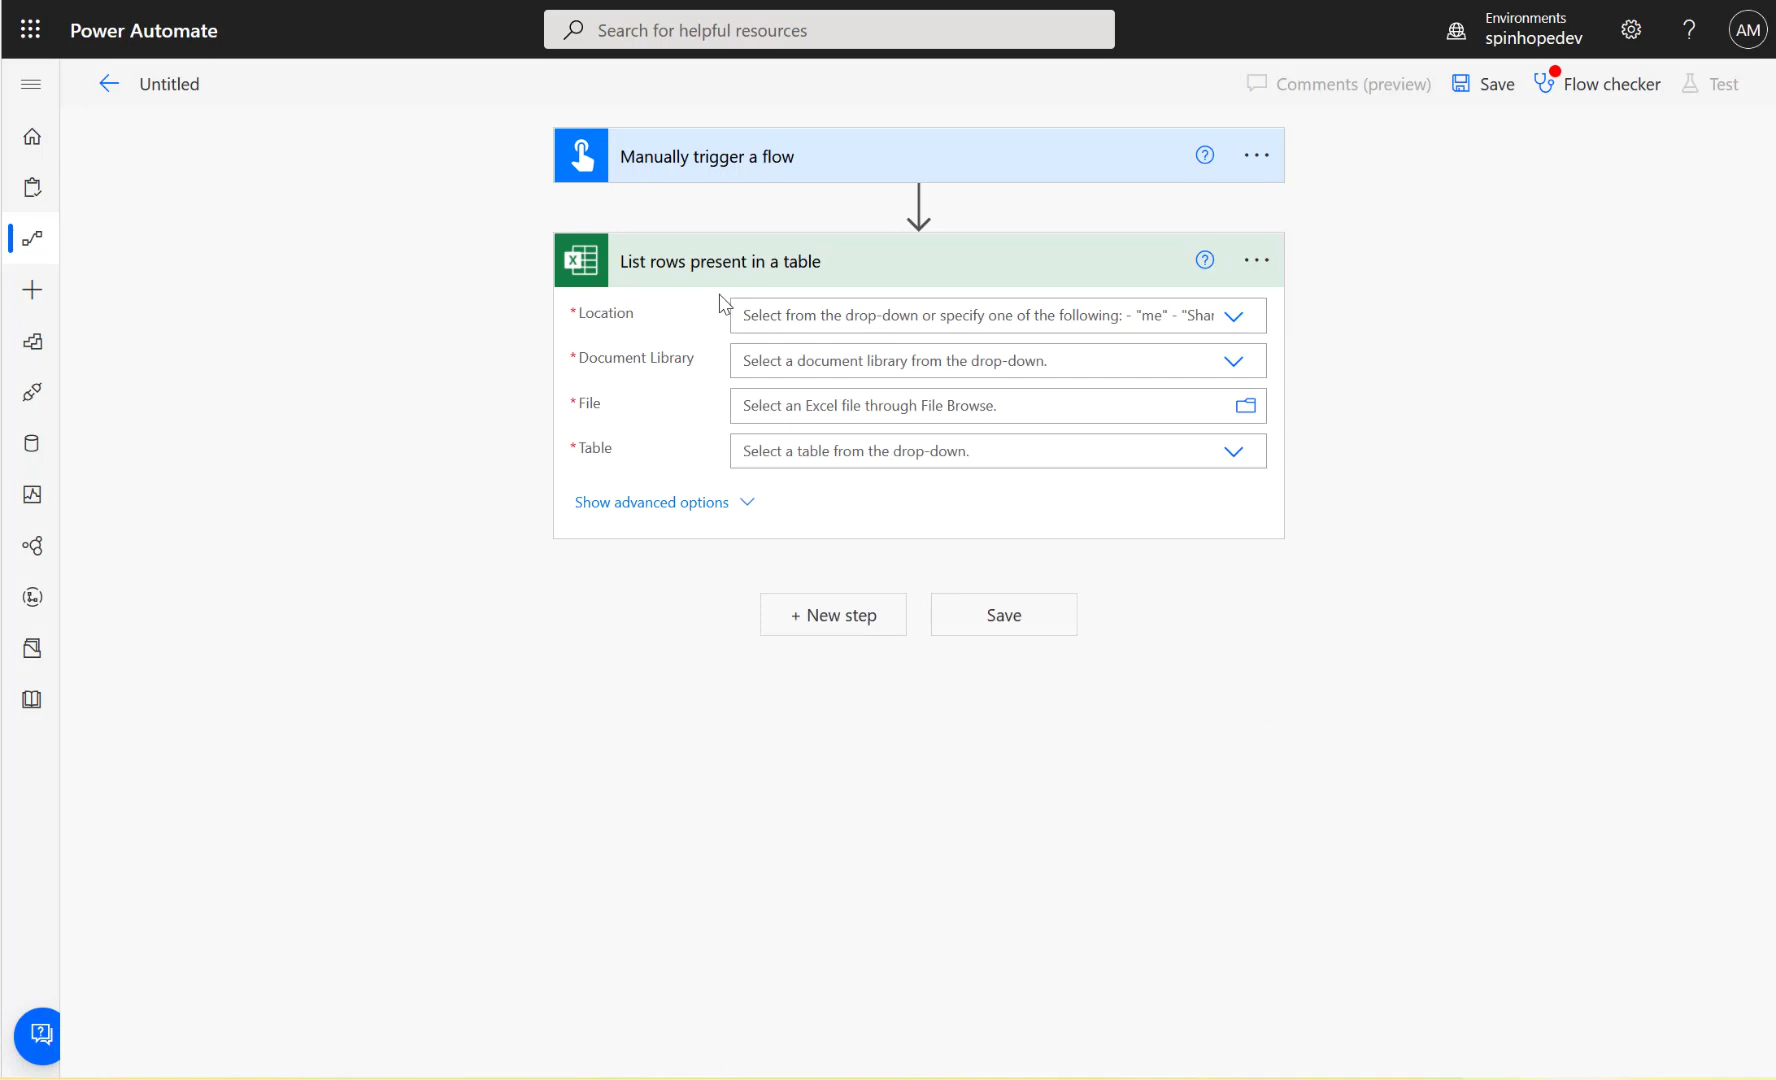 Power Automate
Search for helpful resources
Environments
spinhopedev
?
AM
Untitled
Comments (preview)
Save
Flow checker
Test
Manually trigger a flow
?
List rows present in a table
?
* Location
Select from the drop-down or specify one of the following: - "me" - "Shar
* Document Library
Select a document library from the drop-down.
* File
Select an Excel file through File Browse.
* Table
Select a table from the drop-down.
Show advanced options
+ New step
Save